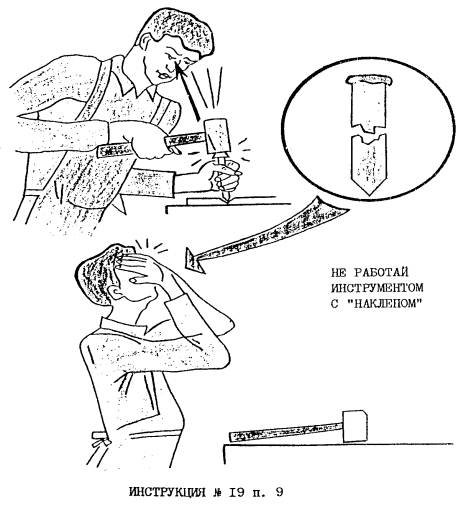 НЕ РАБОТАЙ
ИНСТРУМЕНТОМ
С "НАКЛЕПОМ"
ИНСТРУКЦИЯ № 19 п. 9